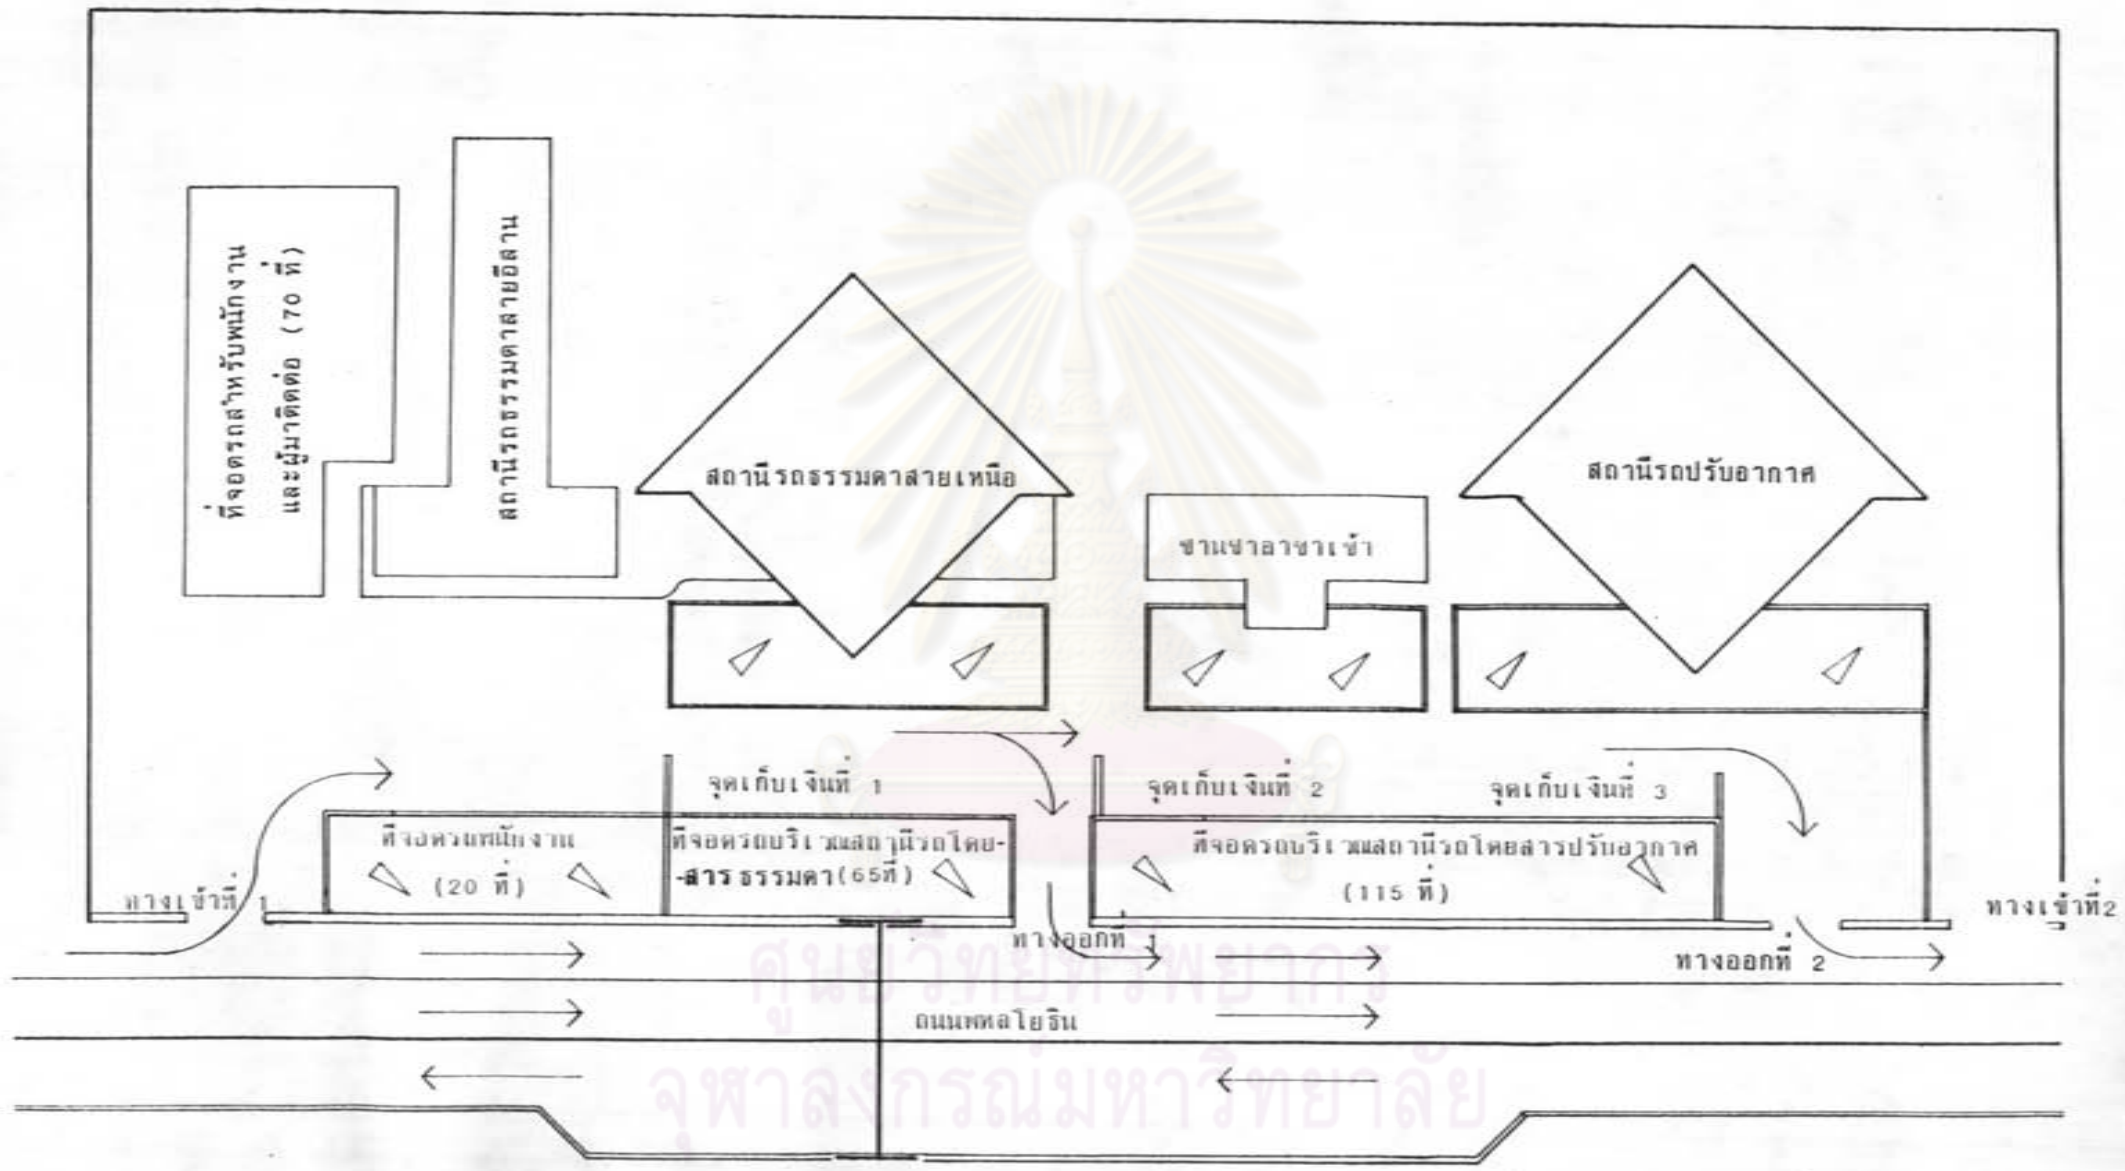 ที่จอดรถสำหรับพนักงาน
และผู้มาติดต่อ (70 ที่)
สถานีรถธรรมดาสายอีสาน
สถานีรถธรรมดาสายเหนือ
สถานีรถปรับอากาศ
ชานชาลาขาเข้า
จุดเก็บเงินที่ 1
จุดเก็บเงินที่ 2
จุดเก็บเงินที่ 3
ที่จอดรถพนักงาน
(20 ที่)
ที่จอดรถบริเวณสถานีรถโดย-
-สารธรรมดา(65ที่)
ที่จอดรถบริเวณสถานีรถโดยสารปรับอากาศ
(115 ที่)
ทางเข้าที่ 1
ทางเข้าที่2
ทางออกที่ 1
ทางออกที่ 2
ถนนพหลโยธิน
ศูนย์วิทยทรัพยากร
จุฬาลงกรณ์มหาวิทยาลัย